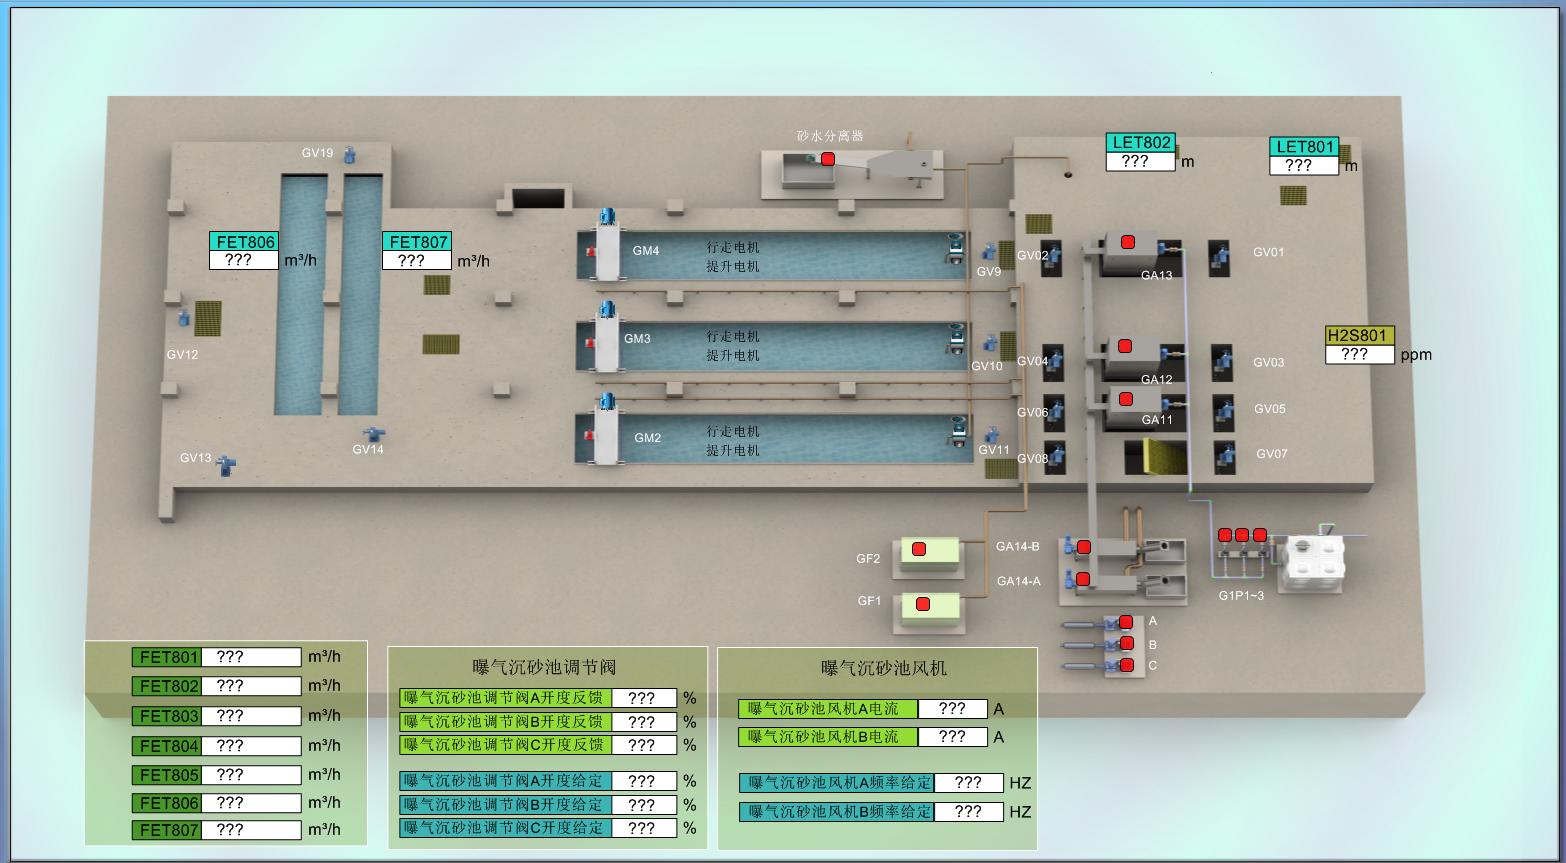 砂水分离器
LET802
??? m
LET801
??? m
GV19
FET806
??? m³/h
FET807
??? m³/h
GM4
行走电机
提升电机
GV9
GV02
GA13
GV01
GV12
GM3
行走电机
提升电机
GV10
GV04
GA12
GV03
H2S801
??? ppm
GV06
GA11
GV05
GV13
GV14
GM2
行走电机
提升电机
GV11
GV08
GV07
GF2
GA14-B
GF1
GA14-A
G1P1~3
A
B
C
FET801 ??? m³/h
FET802 ??? m³/h
FET803 ??? m³/h
FET804 ??? m³/h
FET805 ??? m³/h
FET806 ??? m³/h
FET807 ??? m³/h
曝气沉砂池调节阀
曝气沉砂池调节阀A开度反馈 ??? %
曝气沉砂池调节阀B开度反馈 ??? %
曝气沉砂池调节阀C开度反馈 ??? %
曝气沉砂池调节阀A开度给定 ??? %
曝气沉砂池调节阀B开度给定 ??? %
曝气沉砂池调节阀C开度给定 ??? %
曝气沉砂池风机
曝气沉砂池风机A电流 ??? A
曝气沉砂池风机B电流 ??? A
曝气沉砂池风机A频率给定 ??? HZ
曝气沉砂池风机B频率给定 ??? HZ